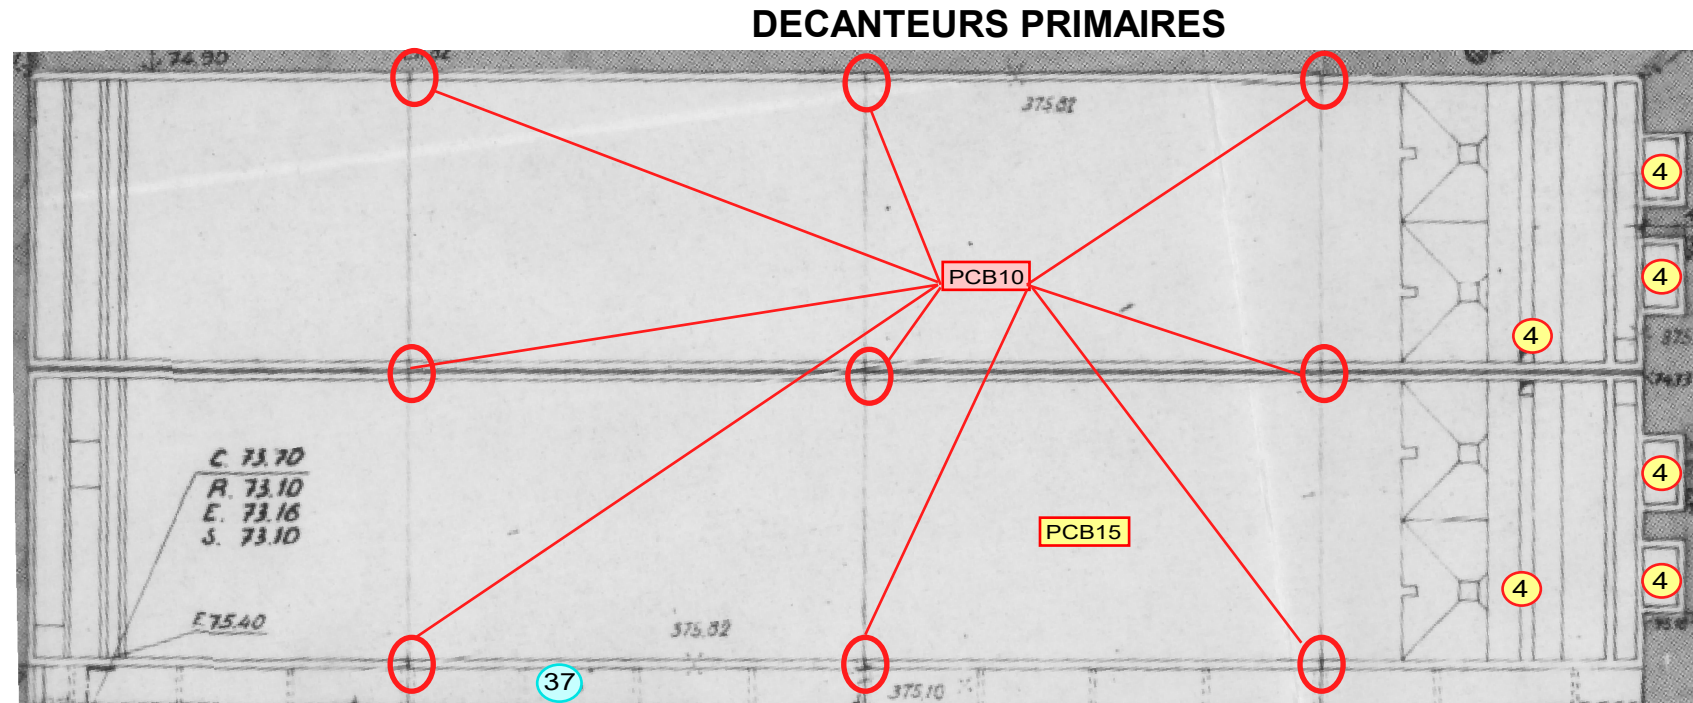 DECANTEURS PRIMAIRES
74.90
375.82
4
PCB10
4
4
C. 73.70
R. 73.10
E. 73.16
S. 73.10
4
PCB15
4
4
E 75.40
375.82
37
375.10